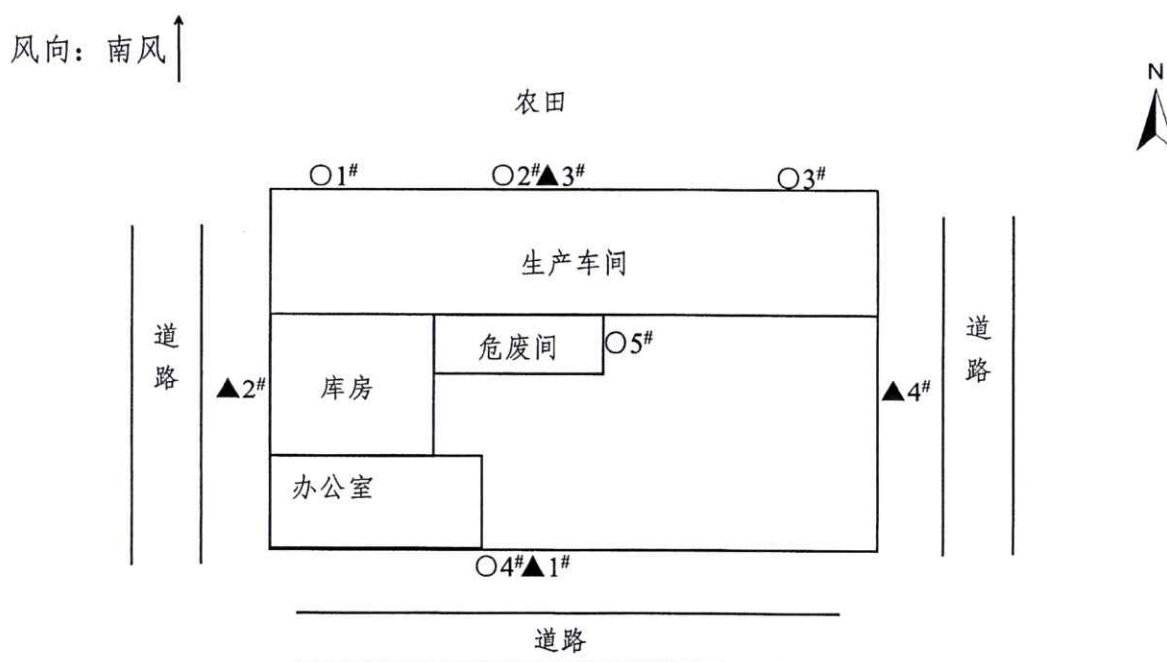 风向：南风
N
农田
○1# ○2#▲3# ○3#
生产车间
道路
道路
危废间 ○5#
▲2# 库房 ▲4#
办公室
○4#▲1#
道路